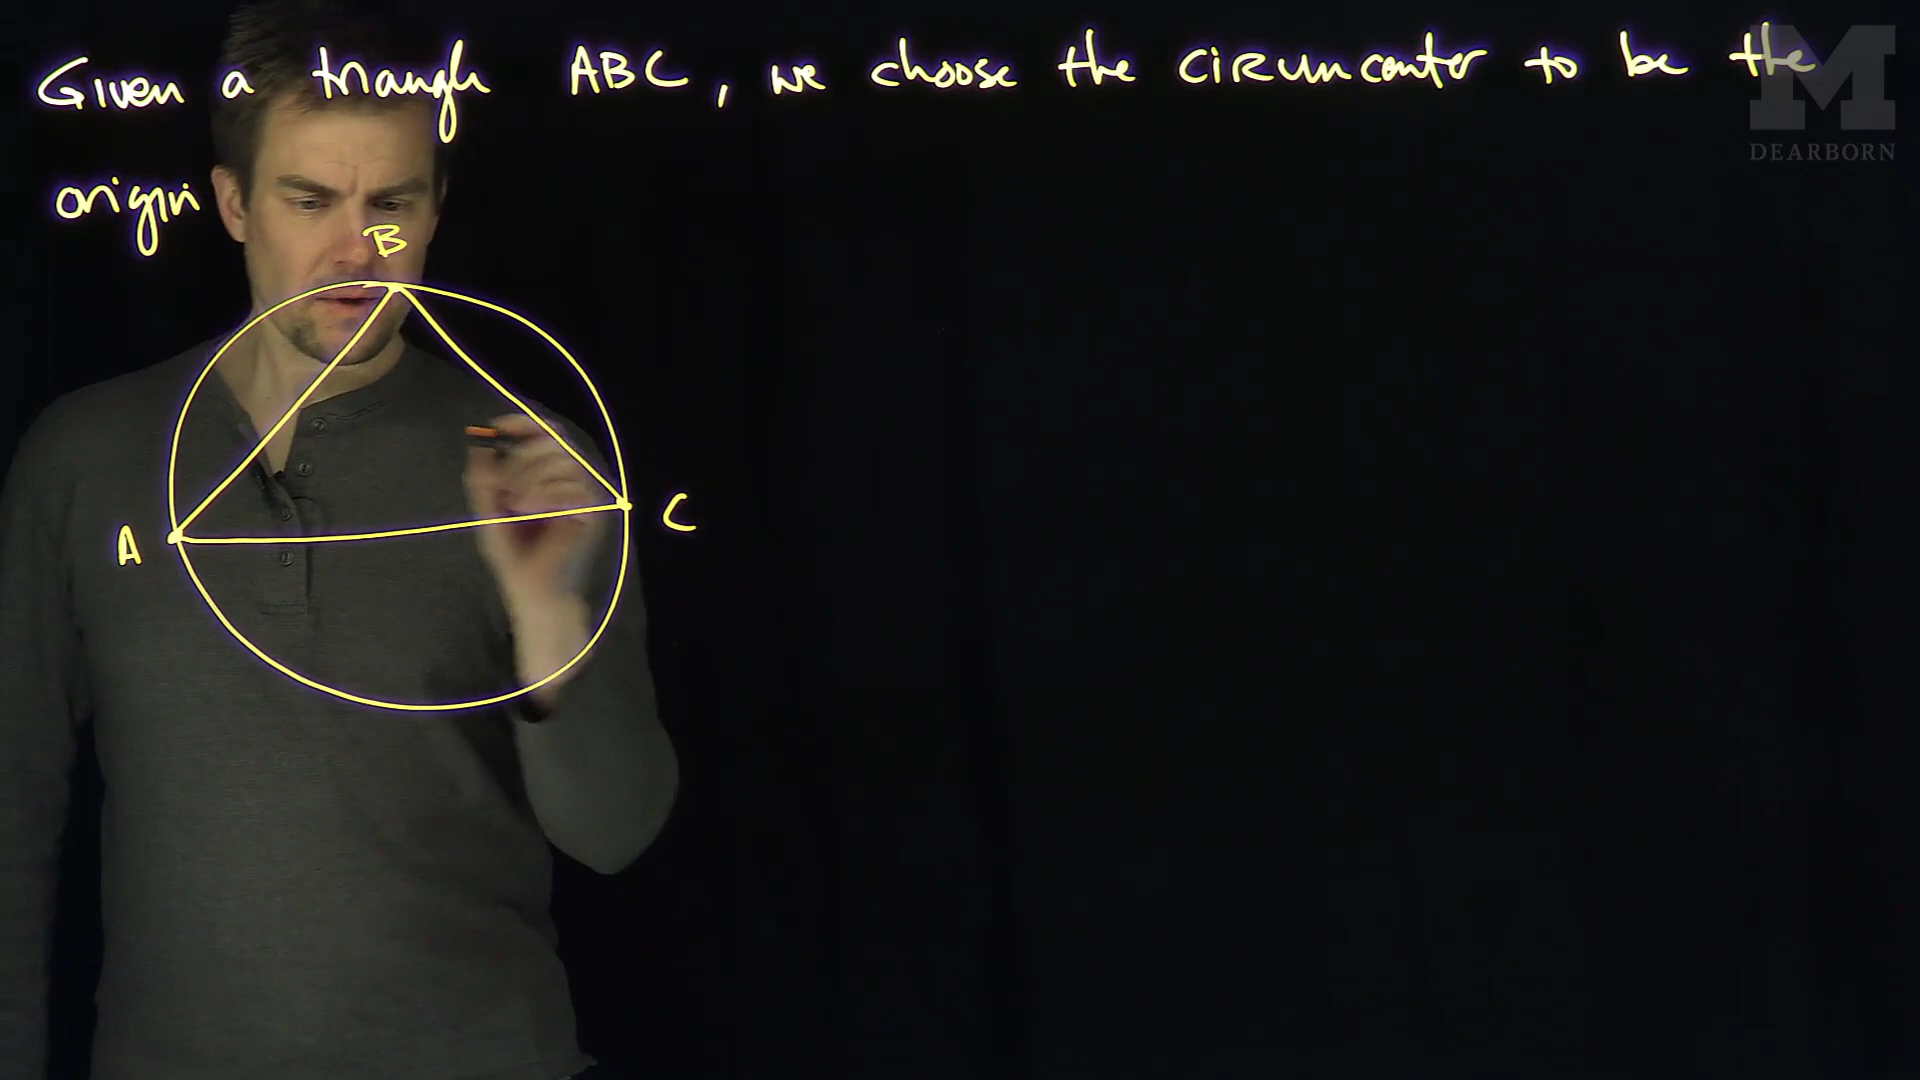 Given a triangle ABC, we choose the cirumcenter to be the
origin
B
A
C
M
DEARBORN